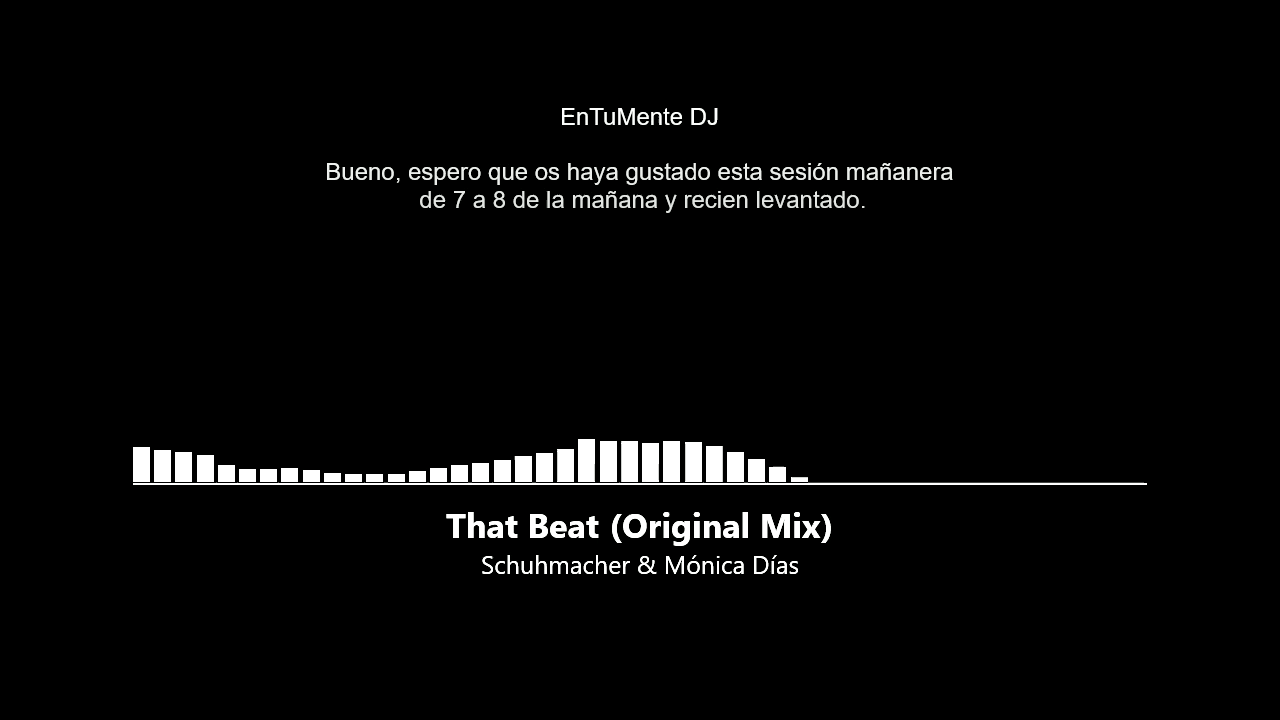 EnTuMente DJ
Bueno, espero que os haya gustado esta sesión mañanera
de 7 a 8 de la mañana y recien levantado.
That Beat (Original Mix)
Schuhmacher & Mónica Días